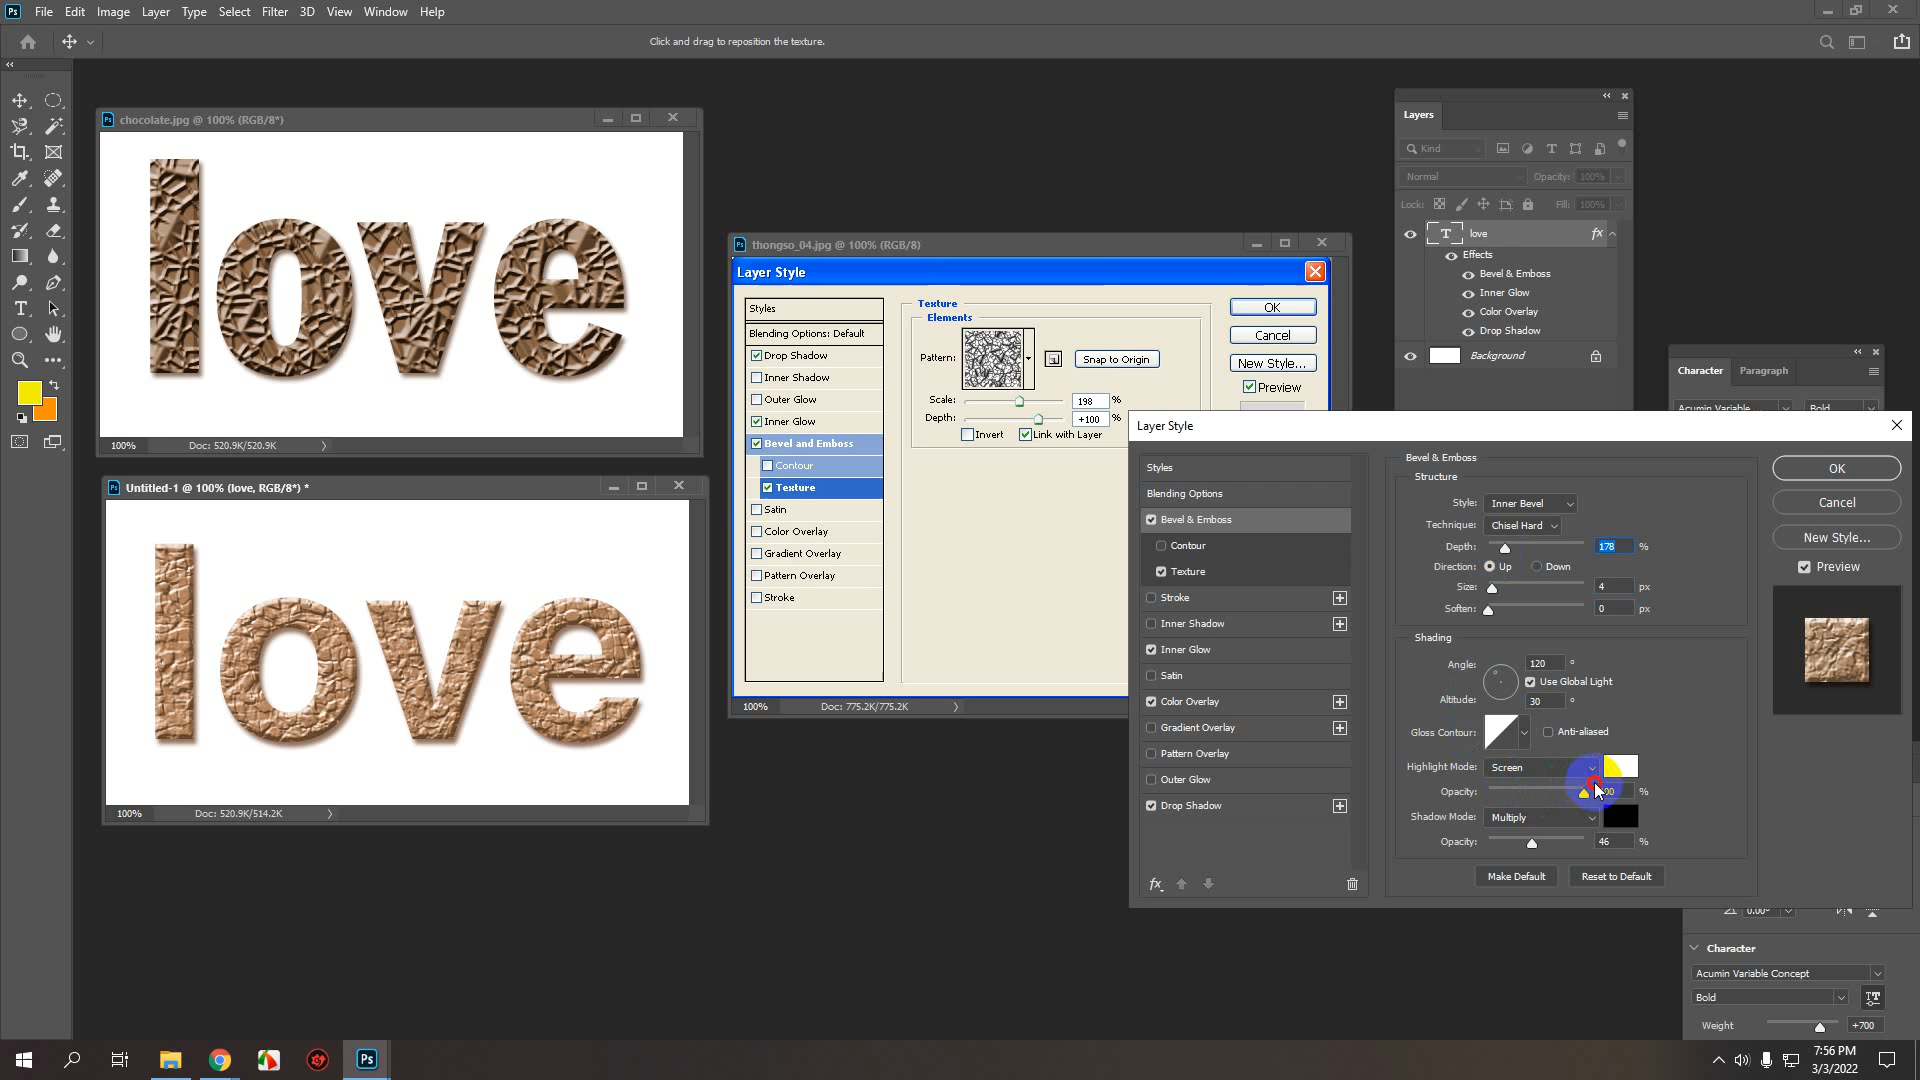 File Edit Image Layer Type Select Filter 3D View Window Help
Click and drag to reposition the texture.
chocolate.jpg @ 100% (RGB/8*)
love
100% Doc: 520.9K/520.9K
Untitled-1 @ 100% (love, RGB/8*) *
love
100% Doc: 520.9K/514.2K
thongso_04.jpg @ 100% (RGB/8)
Layer Style
Styles
Blending Options: Default
Drop Shadow
Inner Shadow
Outer Glow
Inner Glow
Bevel and Emboss
Contour
Texture
Satin
Color Overlay
Gradient Overlay
Pattern Overlay
Stroke
Texture
Elements
Pattern: Snap to Origin
Scale: 198 %
Depth: +100 %
Invert Link with Layer
OK
Cancel
New Style...
Preview
100% Doc: 775.2K/775.2K
Layers
Kind
Normal Opacity: 100%
Lock: Fill: 100%
T love fx
Effects
Bevel & Emboss
Inner Glow
Color Overlay
Drop Shadow
Background
Character Paragraph
Acumin Variable ... Bold
Layer Style
Styles
Blending Options
Bevel & Emboss
Contour
Texture
Stroke
Inner Shadow
Inner Glow
Satin
Color Overlay
Gradient Overlay
Pattern Overlay
Outer Glow
Drop Shadow
fx
Bevel & Emboss
Structure
Style: Inner Bevel
Technique: Chisel Hard
Depth: 178 %
Direction: Up Down
Size: 4 px
Soften: 0 px
Shading
Angle: 120 °
Use Global Light
Altitude: 30 °
Gloss Contour: Anti-aliased
Highlight Mode: Screen
Opacity: %
Shadow Mode: Multiply
Opacity: 46 %
Make Default Reset to Default
OK
Cancel
New Style...
Preview
0.00°
Character
Acumin Variable Concept
Bold
Weight +700
Ps
7:56 PM
3/3/2022